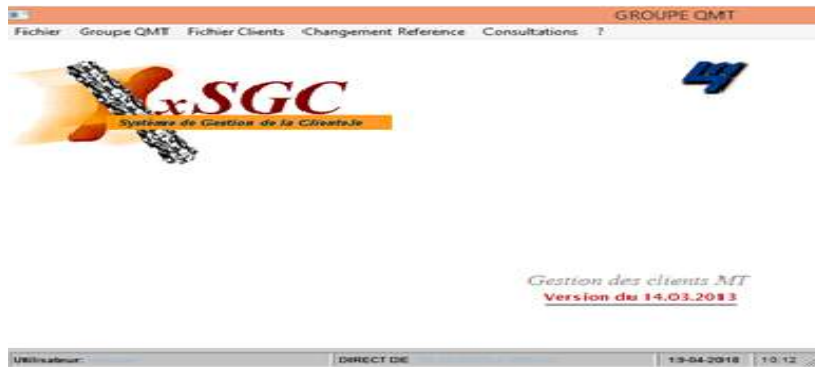 GROUPE QMT
Fichier Groupe QMT Fichier Clients Changement Reference Consultations ?
xSGC
Système de Gestion de la Clientele
Gestion des clients MT
Version du 14.03.2013
Utilisateur: DIRECT DE 19-04-2018 10:12